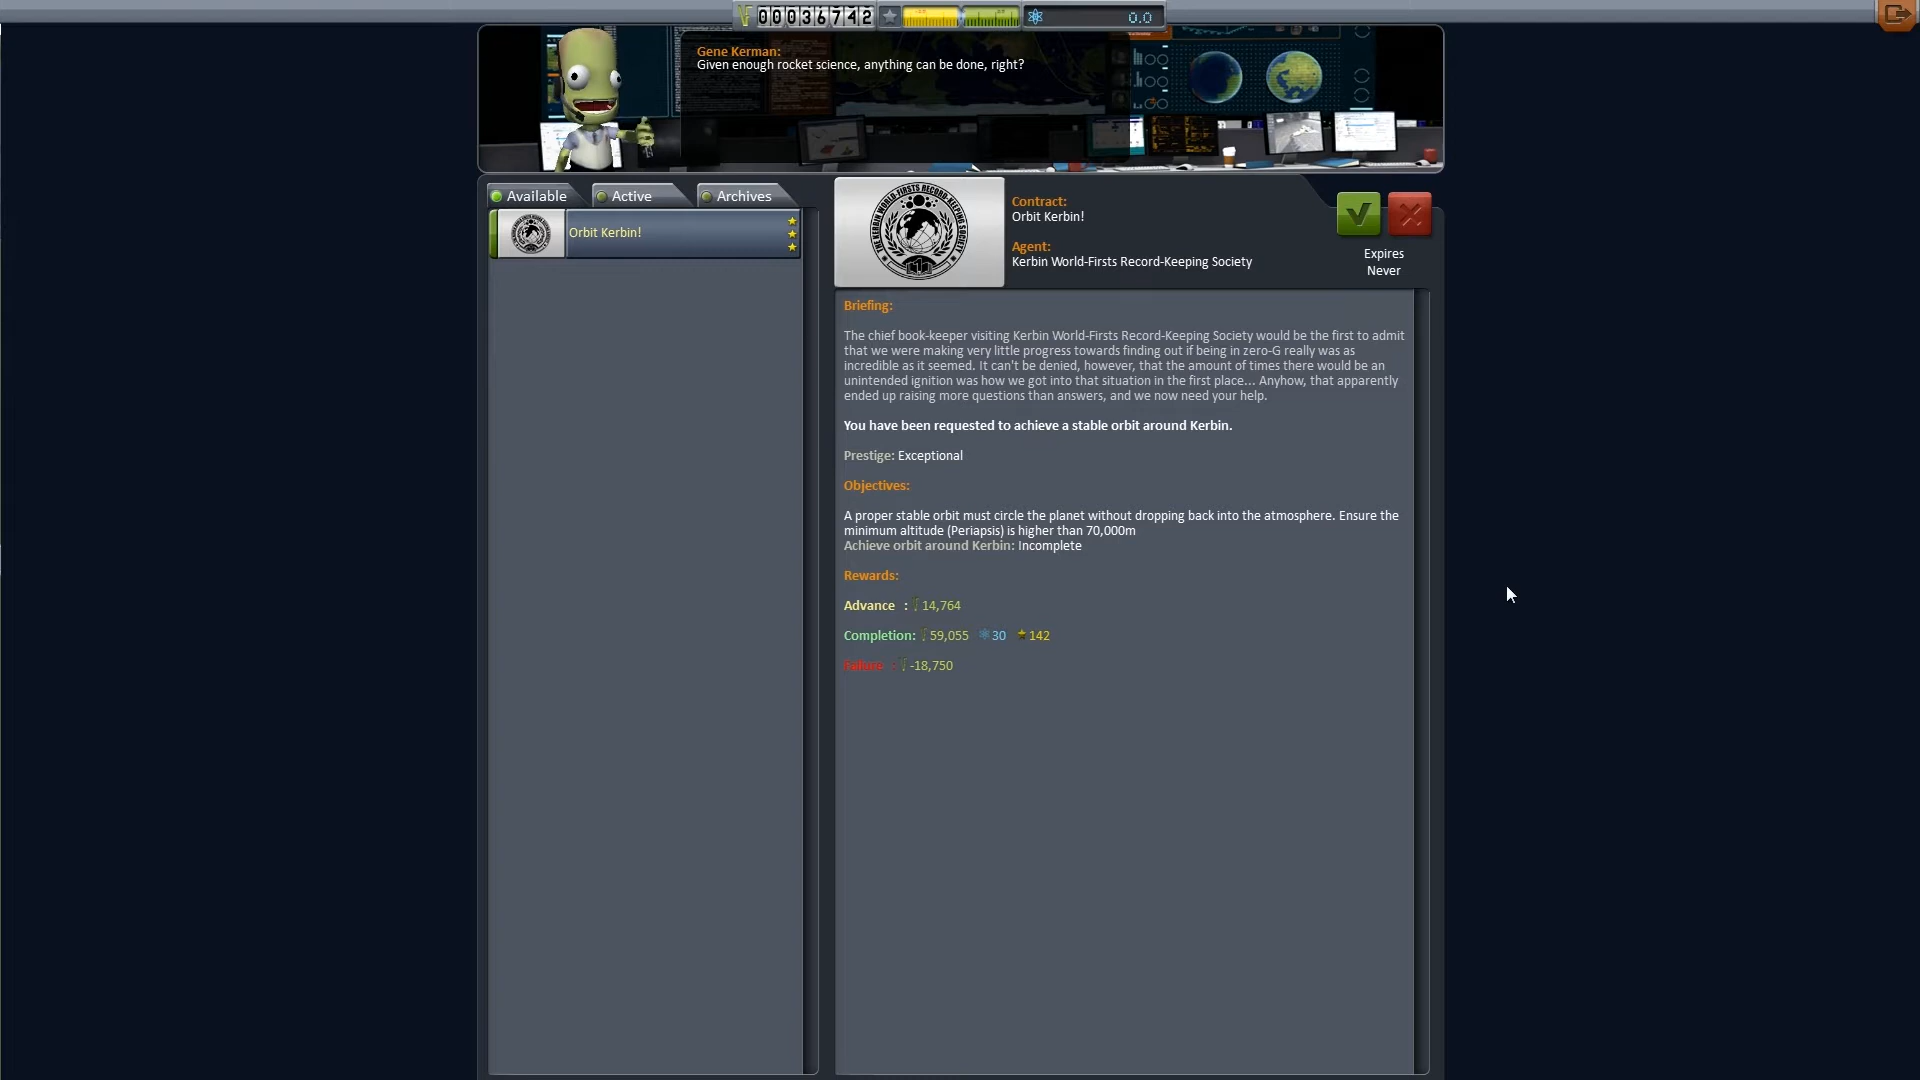 00036742
0.0
Gene Kerman:
Given enough rocket science, anything can be done, right?
Available
Active
Archives
Orbit Kerbin!
THE KERBIN WORLD-FIRSTS RECORD-KEEPING SOCIETY
Contract:
Orbit Kerbin!
Agent:
Kerbin World-Firsts Record-Keeping Society
Expires
Never
Briefing:
The chief book-keeper visiting Kerbin World-Firsts Record-Keeping Society would be the first to admit
that we were making very little progress towards finding out if being in zero-G really was as
incredible as it seemed. It can't be denied, however, that the amount of times there would be an
unintended ignition was how we got into that situation in the first place... Anyhow, that apparently
ended up raising more questions than answers, and we now need your help.
You have been requested to achieve a stable orbit around Kerbin.
Prestige: Exceptional
Objectives:
A proper stable orbit must circle the planet without dropping back into the atmosphere. Ensure the
minimum altitude (Periapsis) is higher than 70,000m
Achieve orbit around Kerbin: Incomplete
Rewards:
Advance : 14,764
Completion: 59,055 30 142
Failure : -18,750